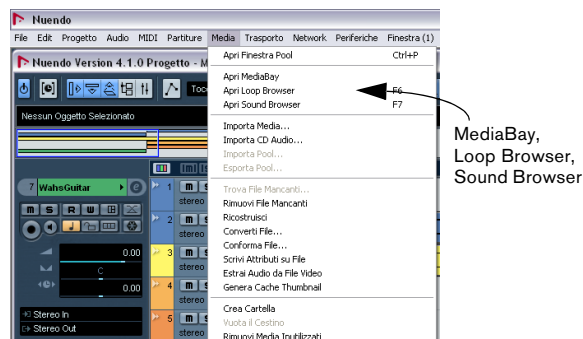 Nuendo
File Edit Progetto Audio MIDI Partiture Media Trasporto Network Periferiche Finestra (1)
Nuendo Version 4.1.0 Progetto - M
Apri Finestra Pool Ctrl+P
Apri MediaBay
Apri Loop Browser F6
Apri Sound Browser F7
Nessun Oggetto Selezionato
Importa Media...
Importa CD Audio...
Importa Pool...
Esporta Pool...
Trova File Mancanti...
Rimuovi File Mancanti
Ricostruisci
Converti File...
Conforma File...
Scrivi Attributi su File
Estrai Audio da File Video
Genera Cache Thumbnail
Crea Cartella
Vuota il Cestino
Rimuovi Media Inutilizzati
MediaBay,
Loop Browser,
Sound Browser
7 WahsGuitar
M S R W
0.00
C
0.00
Stereo In
Stereo Out
1 m s
stereo
2 m s
stereo
3 m s
stereo
4 m s
stereo
5 m s
stereo